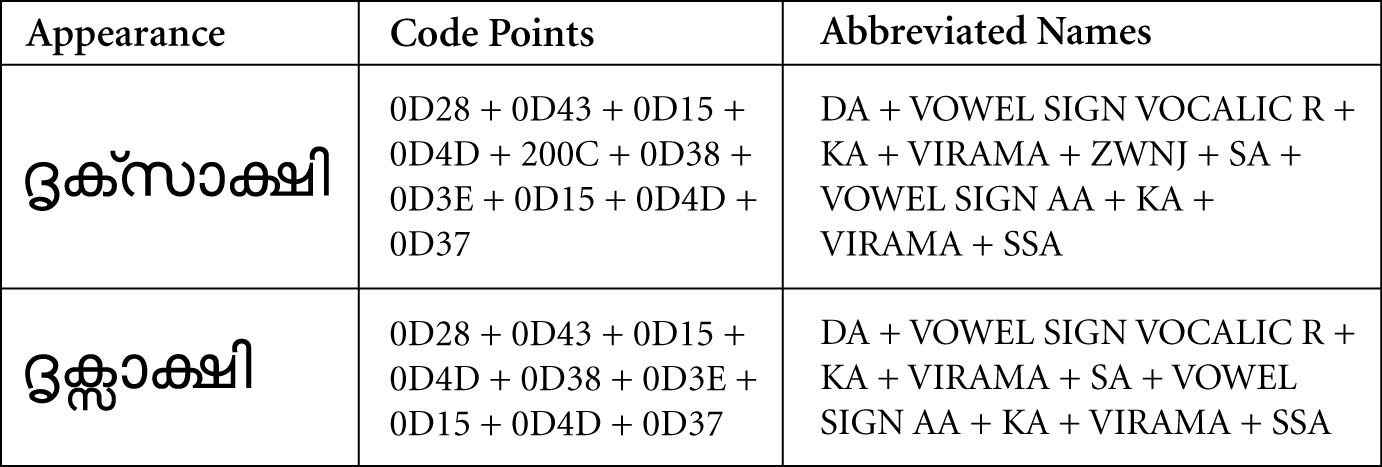 Appearance Code Points Abbreviated Names
ദൃക്‌സാക്ഷി
0D28 + 0D43 + 0D15 +
0D4D + 200C + 0D38 +
0D3E + 0D15 + 0D4D +
0D37
DA + VOWEL SIGN VOCALIC R +
KA + VIRAMA + ZWNJ + SA +
VOWEL SIGN AA + KA +
VIRAMA + SSA
ദൃക്സാക്ഷി
0D28 + 0D43 + 0D15 +
0D4D + 0D38 + 0D3E +
0D15 + 0D4D + 0D37
DA + VOWEL SIGN VOCALIC R +
KA + VIRAMA + SA + VOWEL
SIGN AA + KA + VIRAMA + SSA